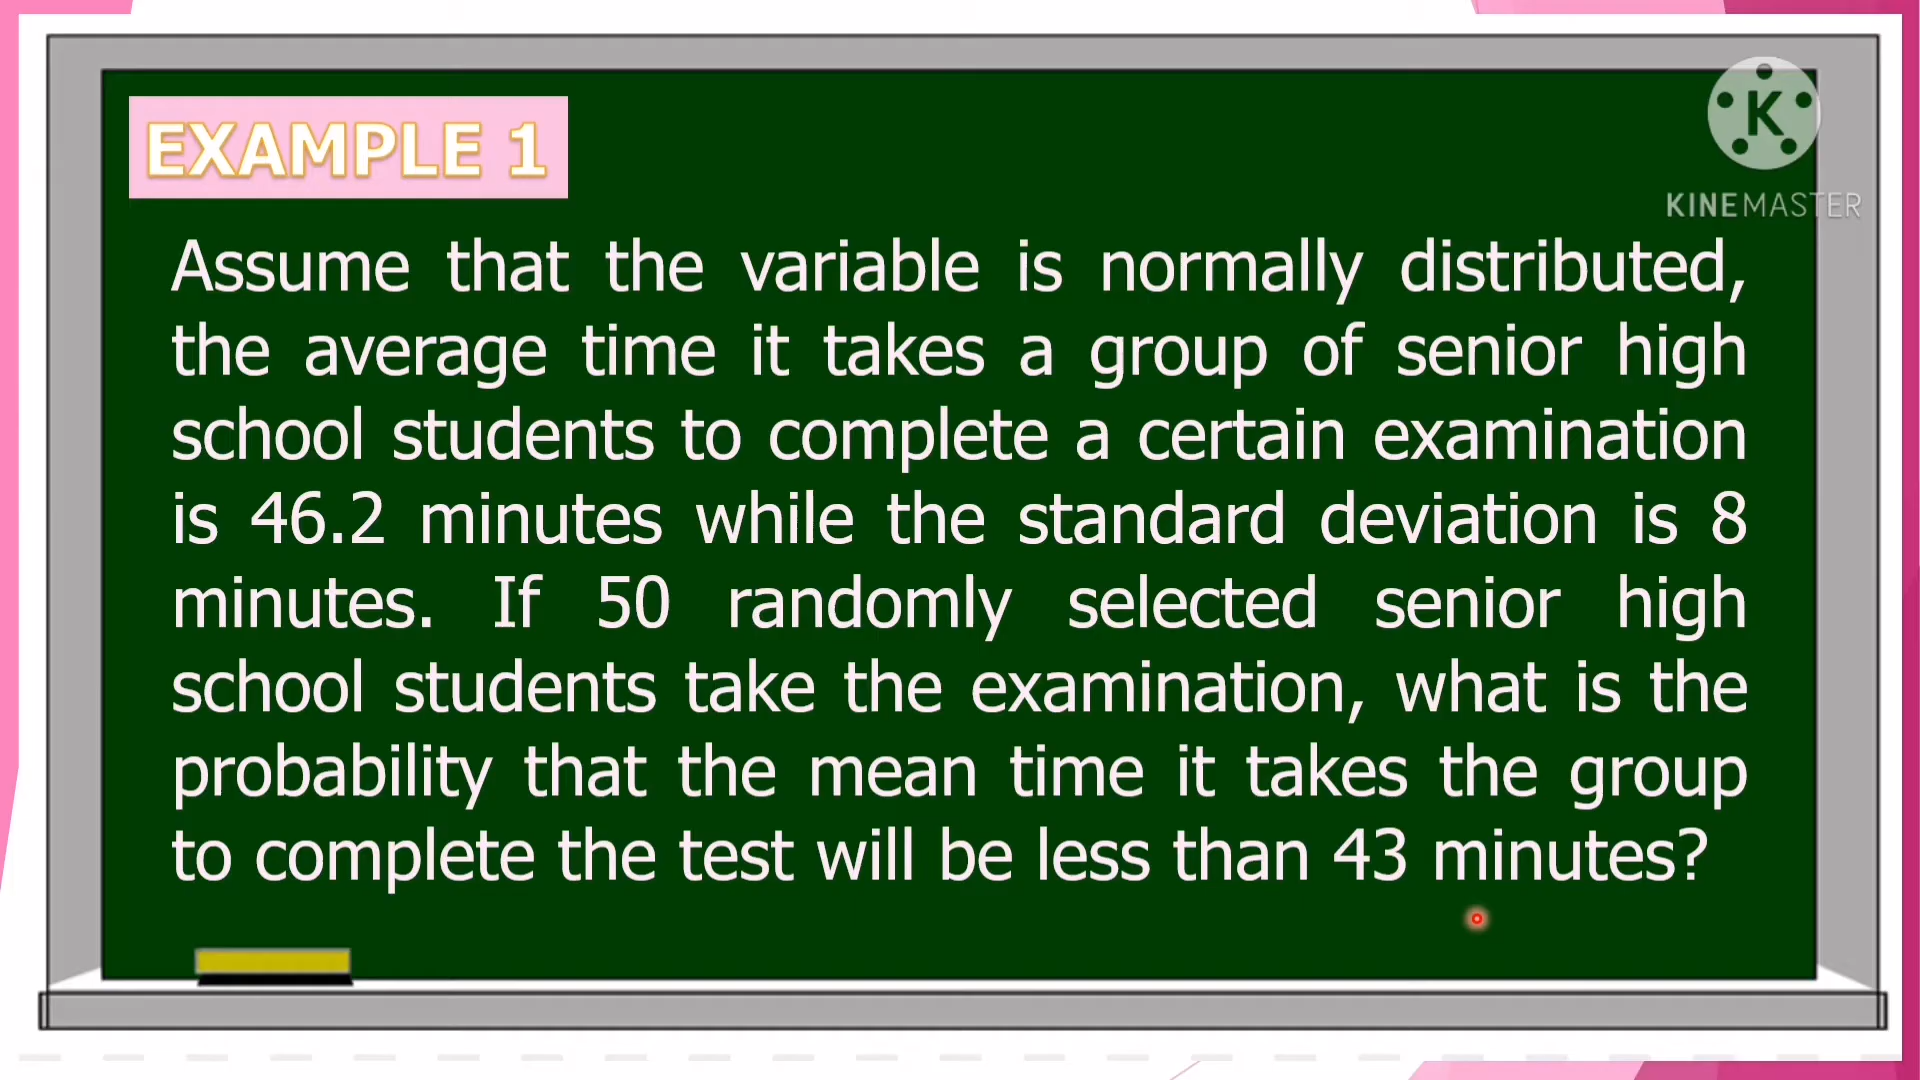 EXAMPLE 1
K
KINEMASTER
Assume that the variable is normally distributed,
the average time it takes a group of senior high
school students to complete a certain examination
is 46.2 minutes while the standard deviation is 8
minutes. If 50 randomly selected senior high
school students take the examination, what is the
probability that the mean time it takes the group
to complete the test will be less than 43 minutes?